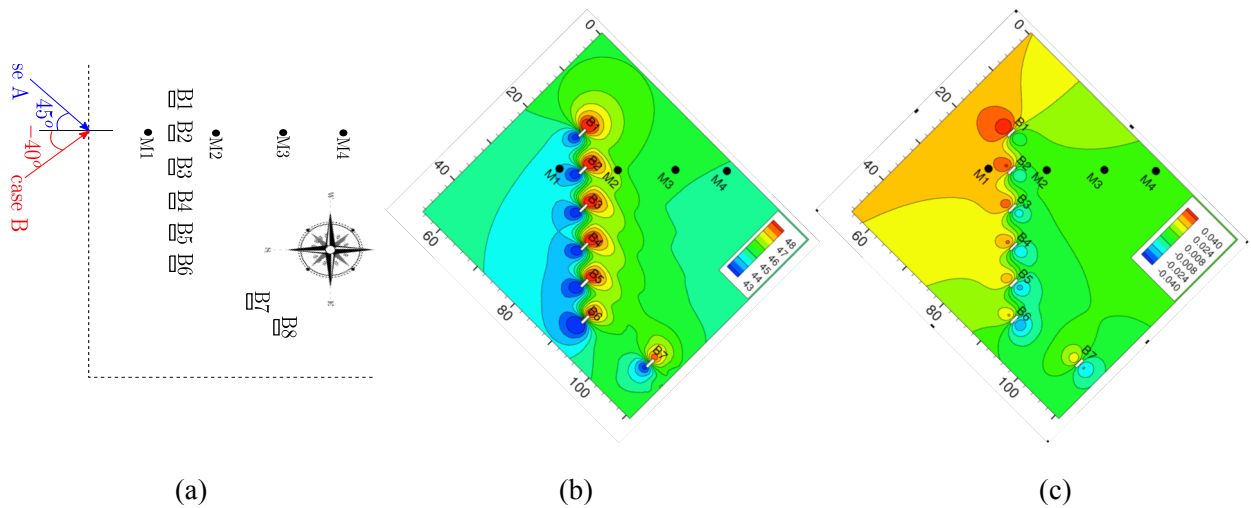 se A
45°
−40°
case B
B1
B2
B3
B4
B5
B6
B7
B8
M1
M2
M3
M4
W
E
(a)
0
20
40
60
80
100
B1
B2
B3
B4
B5
B6
B7
M1
M2
M3
M4
48
47
46
45
44
43
(b)
0
20
40
60
80
100
B1
B2
B3
B4
B5
B6
B7
M1
M2
M3
M4
0.040
0.024
0.008
-0.008
-0.024
-0.040
(c)